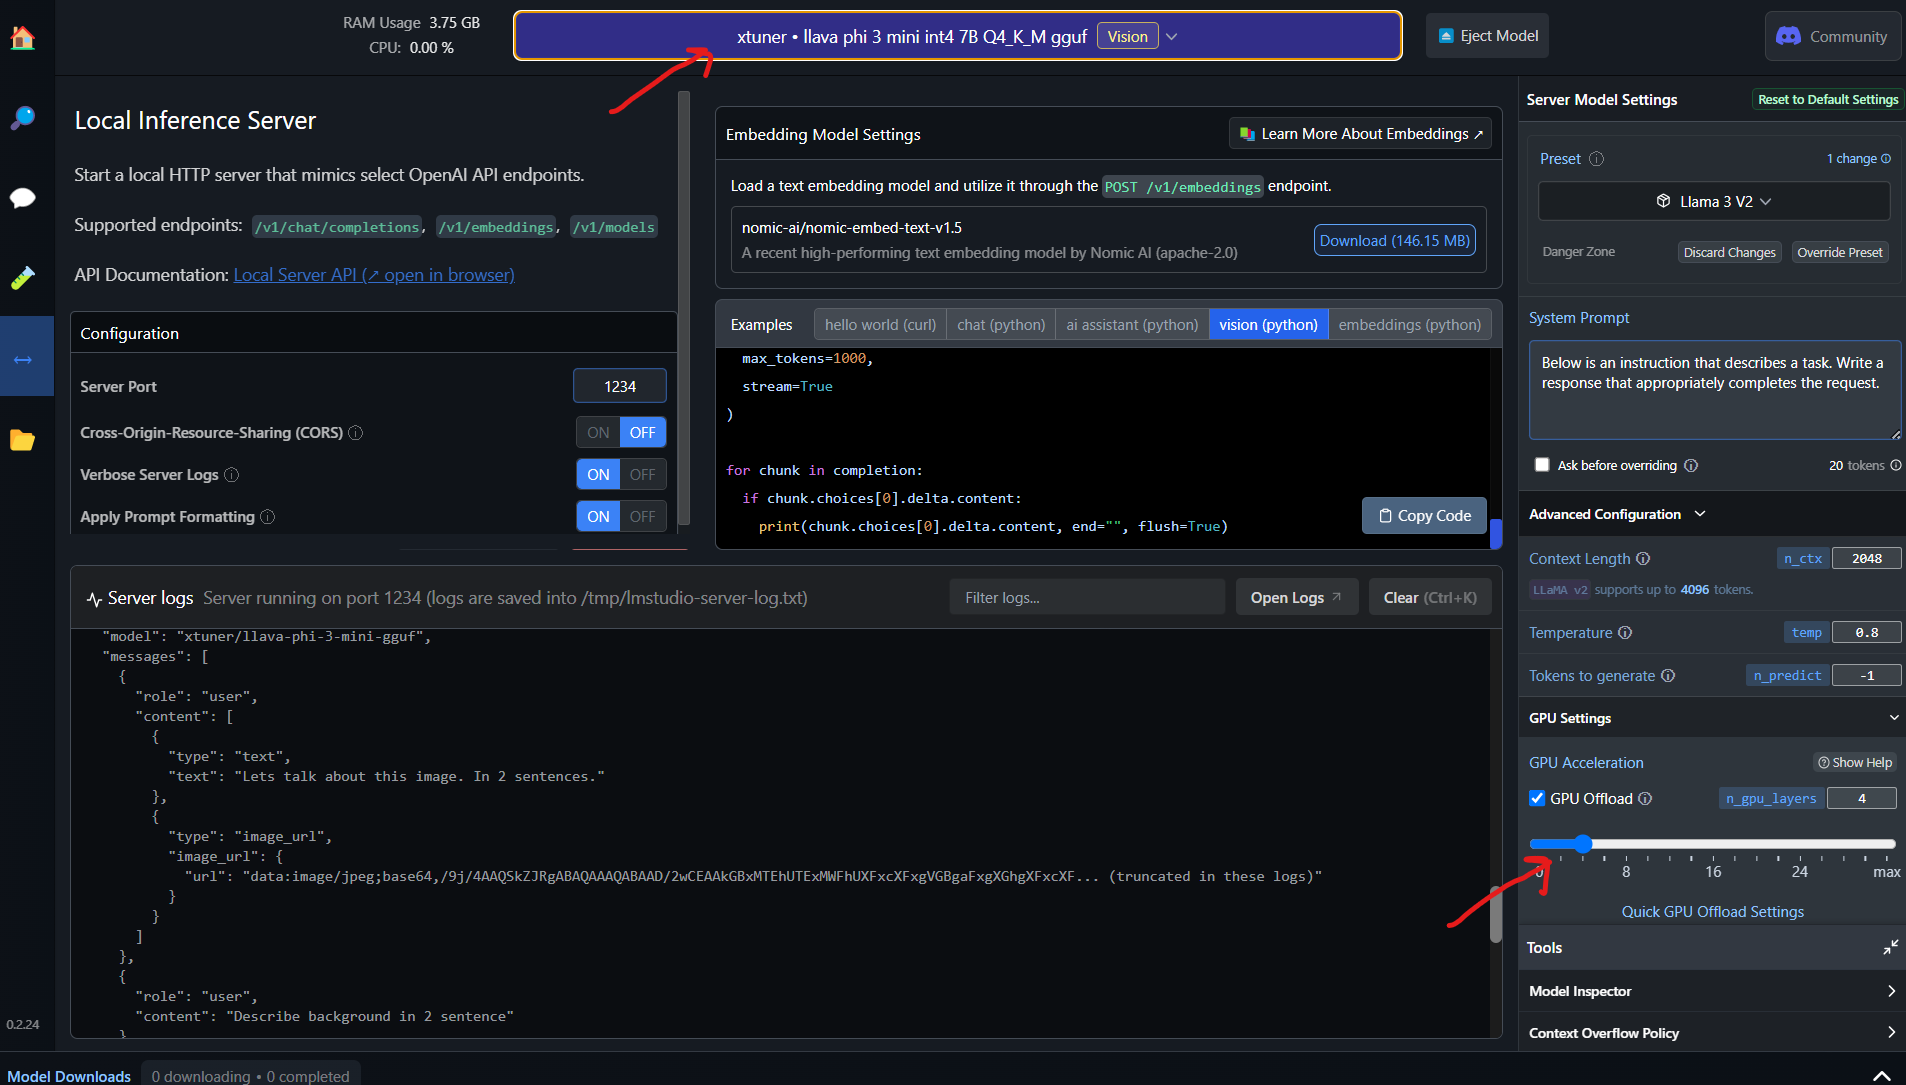 RAM Usage 3.75 GB
CPU: 0.00 %
xtuner • llava phi 3 mini int4 7B Q4_K_M gguf Vision
Eject Model
Community
Local Inference Server
Start a local HTTP server that mimics select OpenAI API endpoints.
Supported endpoints: /v1/chat/completions, /v1/embeddings, /v1/models
API Documentation: Local Server API (↗ open in browser)
Configuration
Server Port 1234
Cross-Origin-Resource-Sharing (CORS) ON OFF
Verbose Server Logs ON OFF
Apply Prompt Formatting ON OFF
Embedding Model Settings
Learn More About Embeddings ↗
Load a text embedding model and utilize it through the POST /v1/embeddings endpoint.
nomic-ai/nomic-embed-text-v1.5
A recent high-performing text embedding model by Nomic AI (apache-2.0)
Download (146.15 MB)
Examples hello world (curl) chat (python) ai assistant (python) vision (python) embeddings (python)
max_tokens=1000,
stream=True
)
for chunk in completion:
if chunk.choices[0].delta.content:
print(chunk.choices[0].delta.content, end="", flush=True)
Copy Code
Server logs Server running on port 1234 (logs are saved into /tmp/lmstudio-server-log.txt)
Filter logs...
Open Logs ↗
Clear (Ctrl+K)
"model": "xtuner/llava-phi-3-mini-gguf",
"messages": [
{
"role": "user",
"content": [
{
"type": "text",
"text": "Lets talk about this image. In 2 sentences."
},
{
"type": "image_url",
"image_url": {
"url": "data:image/jpeg;base64,/9j/4AAQSkZJRgABAQAAAQABAAD/2wCEAAkGBxMTEhUTExMWFhUXFxcXFxgVGBgaFxgXGhgXFxcXF... (truncated in these logs)"
}
}
]
},
{
"role": "user",
"content": "Describe background in 2 sentence"
}
Server Model Settings Reset to Default Settings
Preset 1 change
Llama 3 V2
Danger Zone Discard Changes Override Preset
System Prompt
Below is an instruction that describes a task. Write a
response that appropriately completes the request.
Ask before overriding 20 tokens
Advanced Configuration
Context Length n_ctx 2048
LLaMA v2 supports up to 4096 tokens.
Temperature temp 0.8
Tokens to generate n_predict -1
GPU Settings
GPU Acceleration Show Help
GPU Offload n_gpu_layers 4
0 8 16 24 max
Quick GPU Offload Settings
Tools
Model Inspector
Context Overflow Policy
0.2.24
Model Downloads 0 downloading • 0 completed